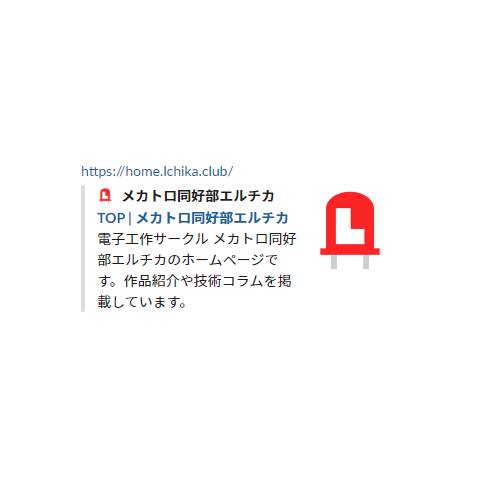 https://home.lchika.club/
メカトロ同好部エルチカ
TOP | メカトロ同好部エルチカ
電子工作サークル メカトロ同好
部エルチカのホームページで
す。作品紹介や技術コラムを掲
載しています。